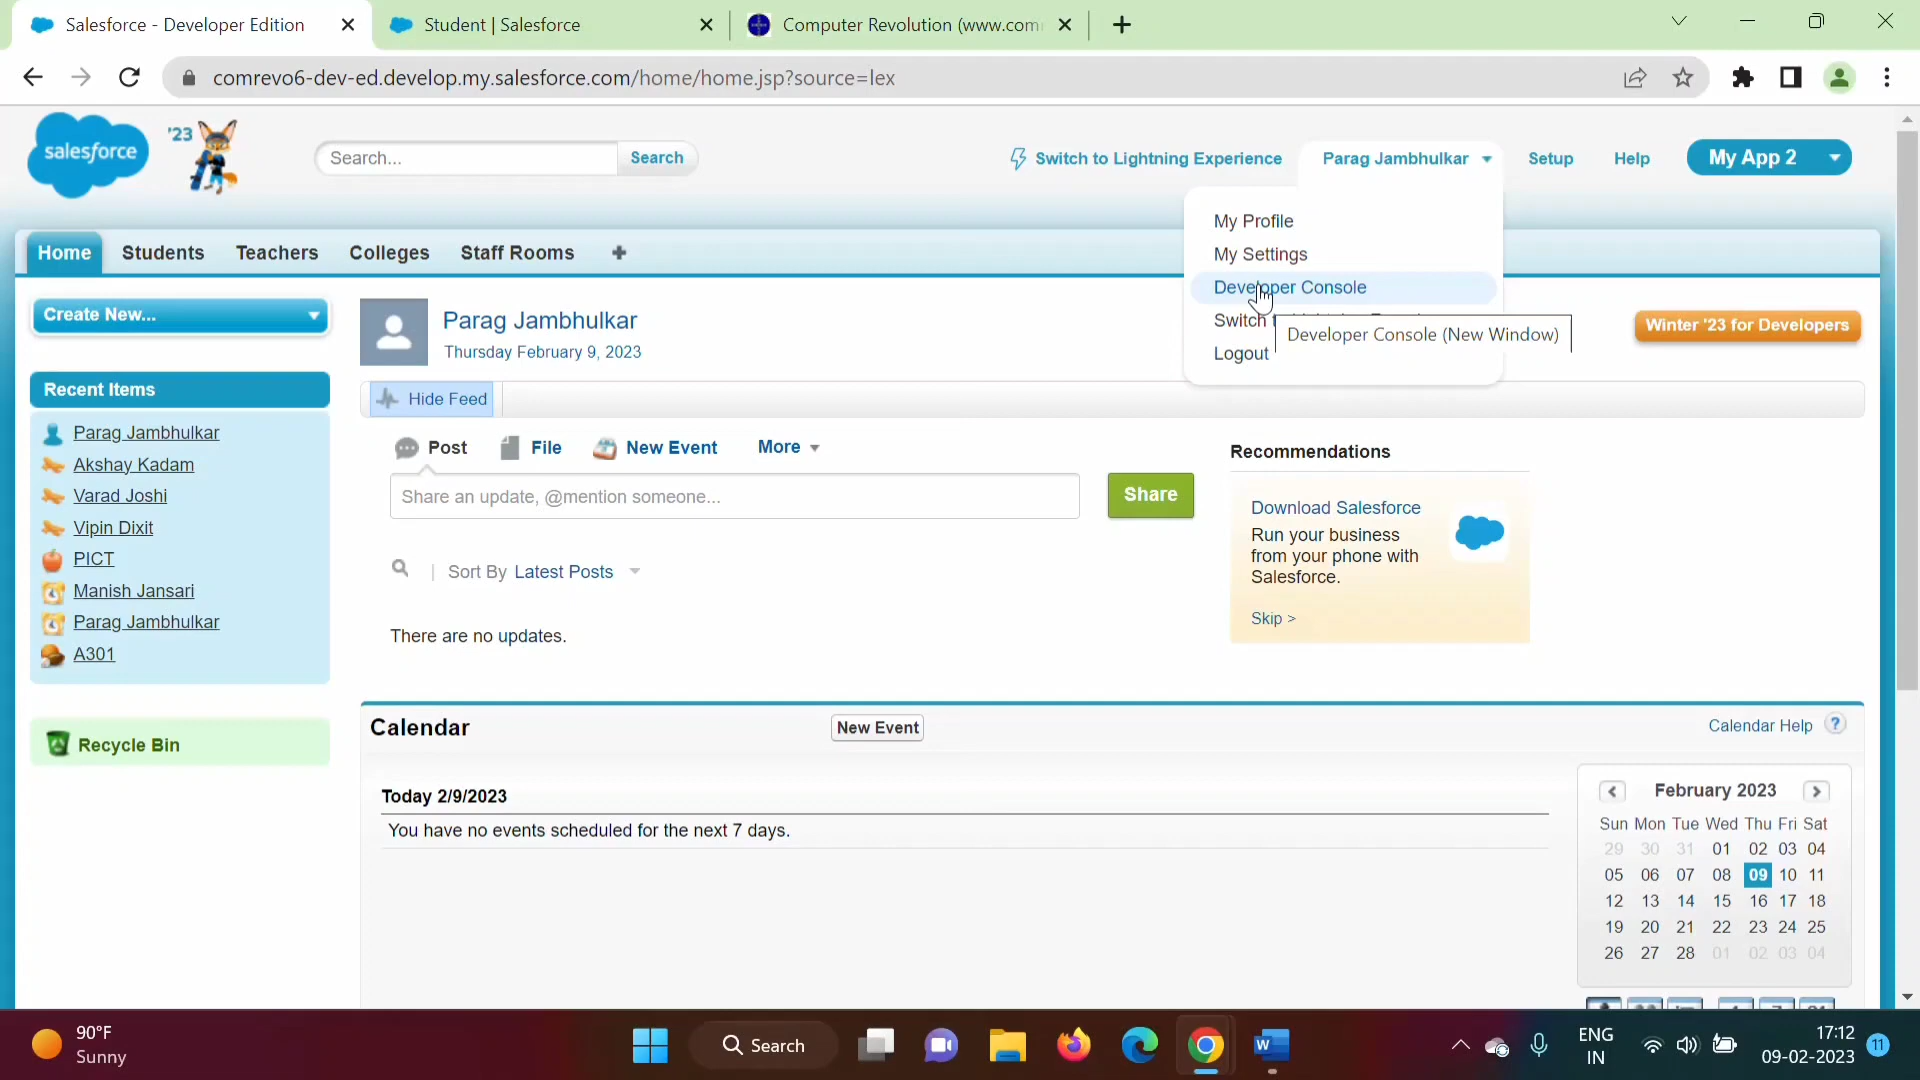 Salesforce - Developer Edition
Student | Salesforce
Computer Revolution (www.com
comrevo6-dev-ed.develop.my.salesforce.com/home/home.jsp?source=lex
salesforce
'23
Search...
Search
Switch to Lightning Experience
Parag Jambhulkar
Setup
Help
My App 2
My Profile
My Settings
Developer Console
Switch
Developer Console (New Window)
Logout
Home
Students
Teachers
Colleges
Staff Rooms
Create New...
Parag Jambhulkar
Thursday February 9, 2023
Winter '23 for Developers
Hide Feed
Recent Items
Parag Jambhulkar
Akshay Kadam
Varad Joshi
Vipin Dixit
PICT
Manish Jansari
Parag Jambhulkar
A301
Recycle Bin
Post
File
New Event
More
Share an update, @mention someone...
Share
Sort By Latest Posts
There are no updates.
Recommendations
Download Salesforce
Run your business
from your phone with
Salesforce.
Skip >
Calendar
New Event
Calendar Help ?
Today 2/9/2023
You have no events scheduled for the next 7 days.
February 2023
Sun Mon Tue Wed Thu Fri Sat
29 30 31 01 02 03 04
05 06 07 08 09 10 11
12 13 14 15 16 17 18
19 20 21 22 23 24 25
26 27 28 01 02 03 04
90°F
Sunny
Search
W
ENG
IN
17:12
09-02-2023
11